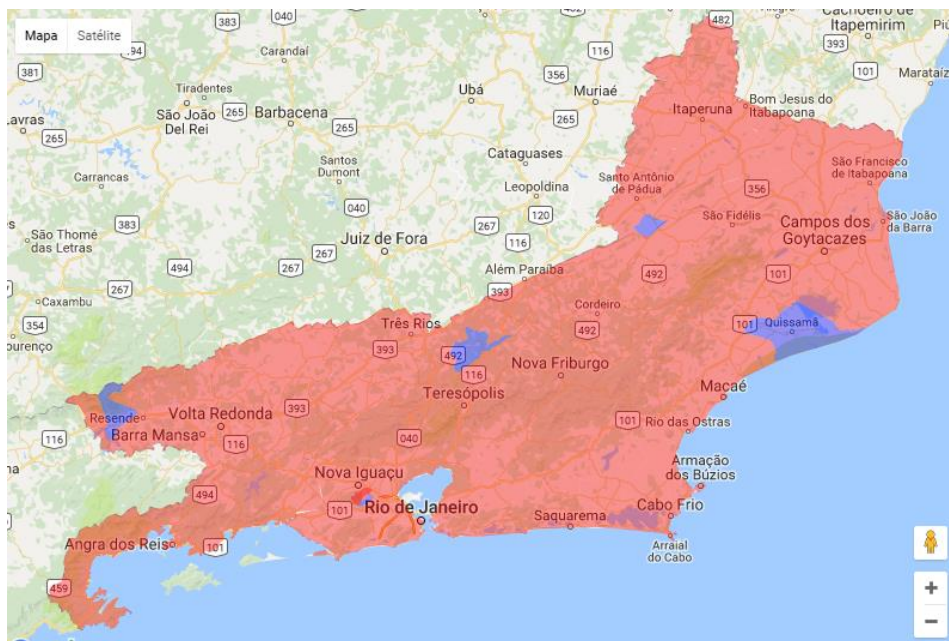 Mapa
Satélite
383
040
482
Alegre
Cachoeiro de
Itapemirim
494
Carandaí
116
393
381
356
101
Marataíz
Tiradentes
Ubá
Muriaé
Lavras
São João
Del Rei
265
Barbacena
265
Itaperuna
Bom Jesus do
Itabapoana
265
265
Cataguases
Carrancas
Santos
Dumont
Leopoldina
Santo Antônio
de Pádua
São Francisco
de Itabapoana
356
040
120
383
267
São Fidélis
São João
da Barra
São Thomé
das Letras
Juiz de Fora
116
Campos dos
Goytacazes
494
267
Além Paraíba
492
101
267
Caxambu
393
Cordeiro
354
Três Rios
101
Quissamã
492
393
492
Nova Friburgo
116
Teresópolis
Macaé
Resende
Volta Redonda
393
101
Rio das Ostras
116
Barra Mansa
116
040
Armação
dos Búzios
Nova Iguaçu
494
101
Rio de Janeiro
Cabo Frio
Saquarema
Angra dos Reis
101
Arraial
do Cabo
459
+
−